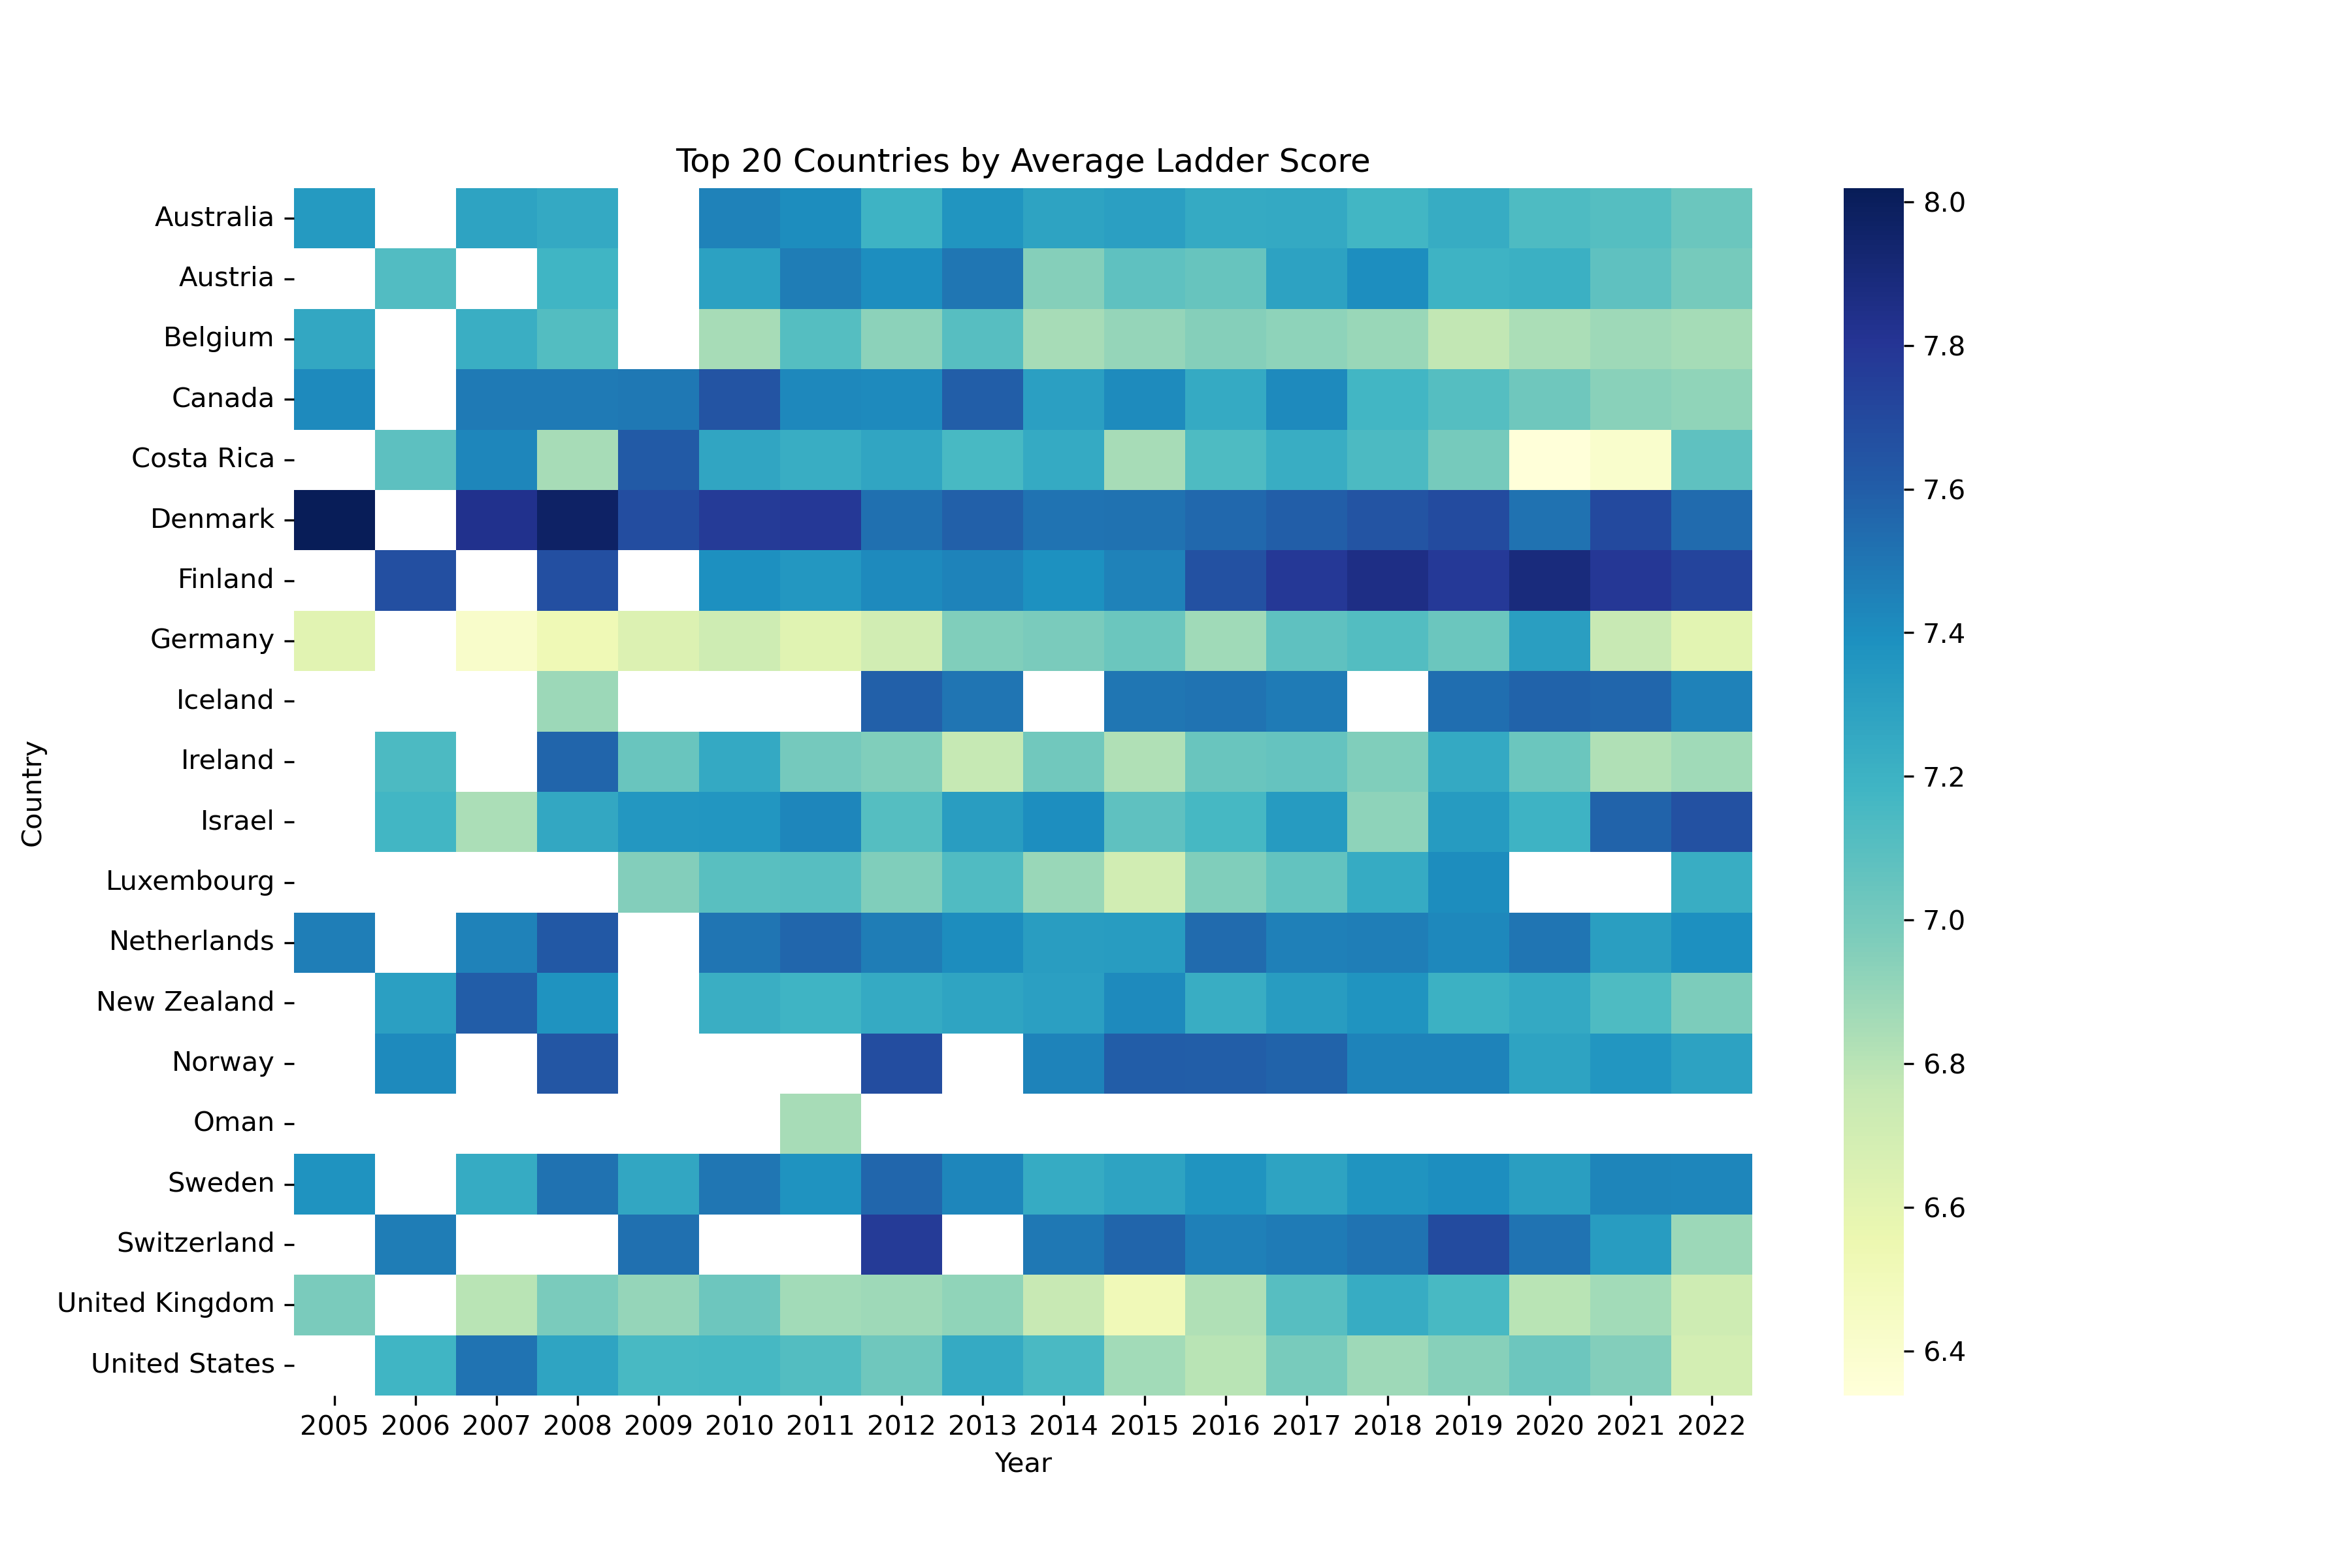 Top 20 Countries by Average Ladder Score
Country
Australia
Austria
Belgium
Canada
Costa Rica
Denmark
Finland
Germany
Iceland
Ireland
Israel
Luxembourg
Netherlands
New Zealand
Norway
Oman
Sweden
Switzerland
United Kingdom
United States
2005 2006 2007 2008 2009 2010 2011 2012 2013 2014 2015 2016 2017 2018 2019 2020 2021 2022
Year
8.0
7.8
7.6
7.4
7.2
7.0
6.8
6.6
6.4